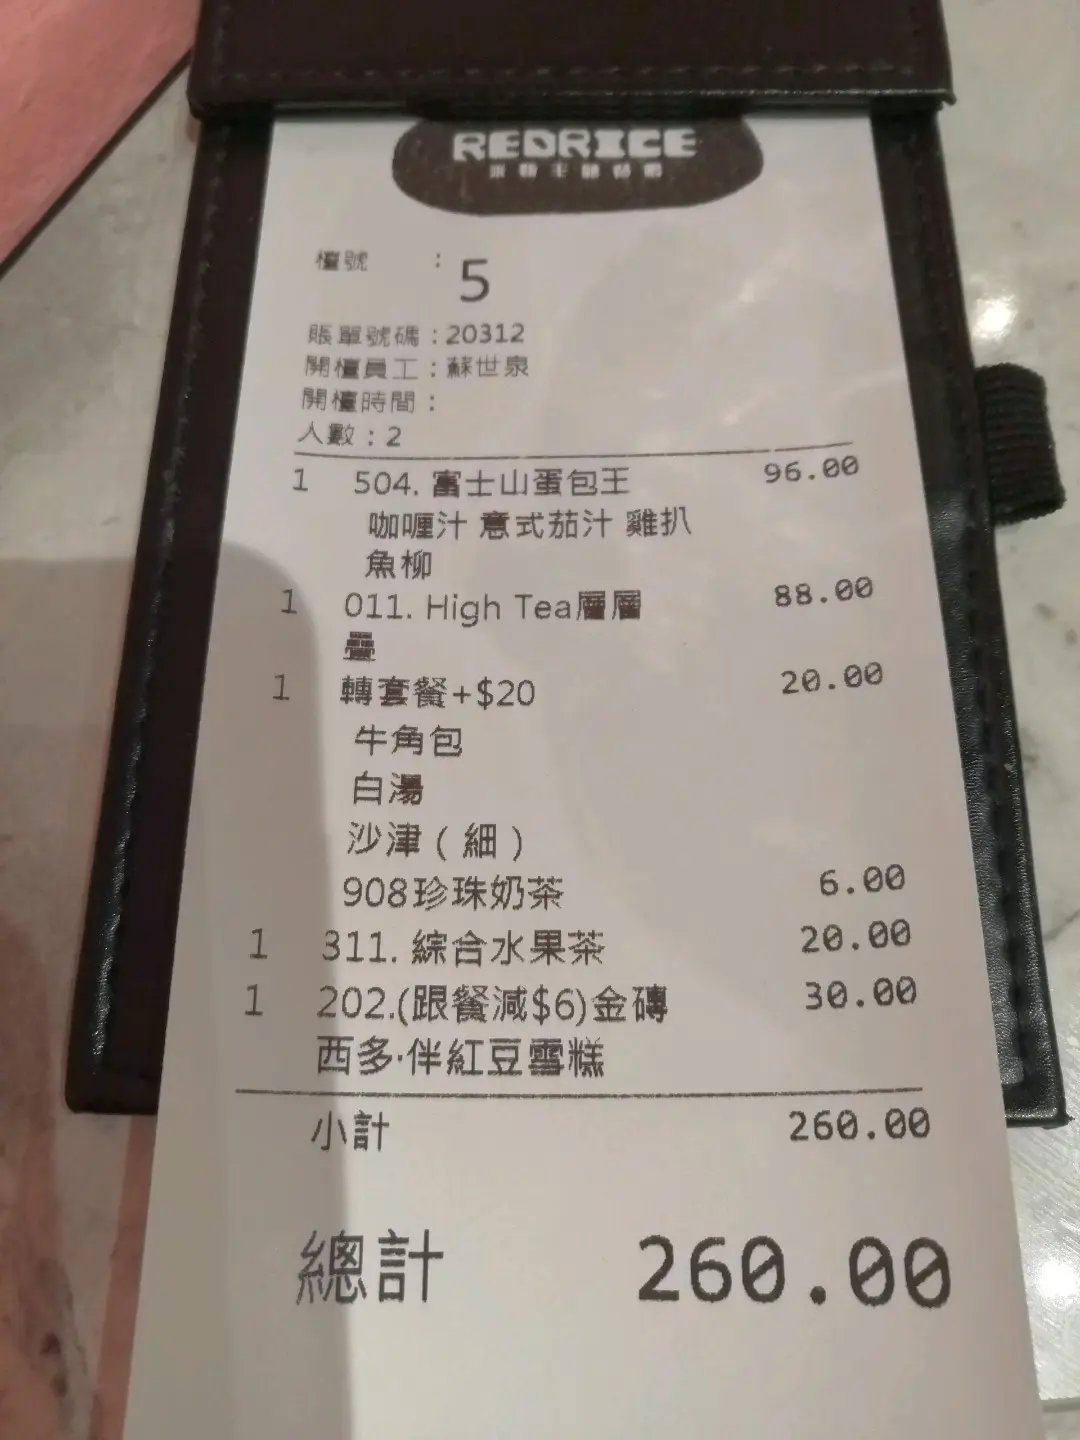 REDRICE
檯號 : 5
賬單號碼：20312
開檯員工：蘇世泉
開檯時間：
人數：2
1 504. 富士山蛋包王 96.00
咖喱汁 意式茄汁 雞扒
魚柳
1 011. High Tea層層 88.00
疊
1 轉套餐+$20 20.00
牛角包
白湯
沙津（細）
908珍珠奶茶 6.00
1 311. 綜合水果茶 20.00
1 202.(跟餐減$6)金磚 30.00
西多·伴紅豆雪糕
小計 260.00
總計 260.00